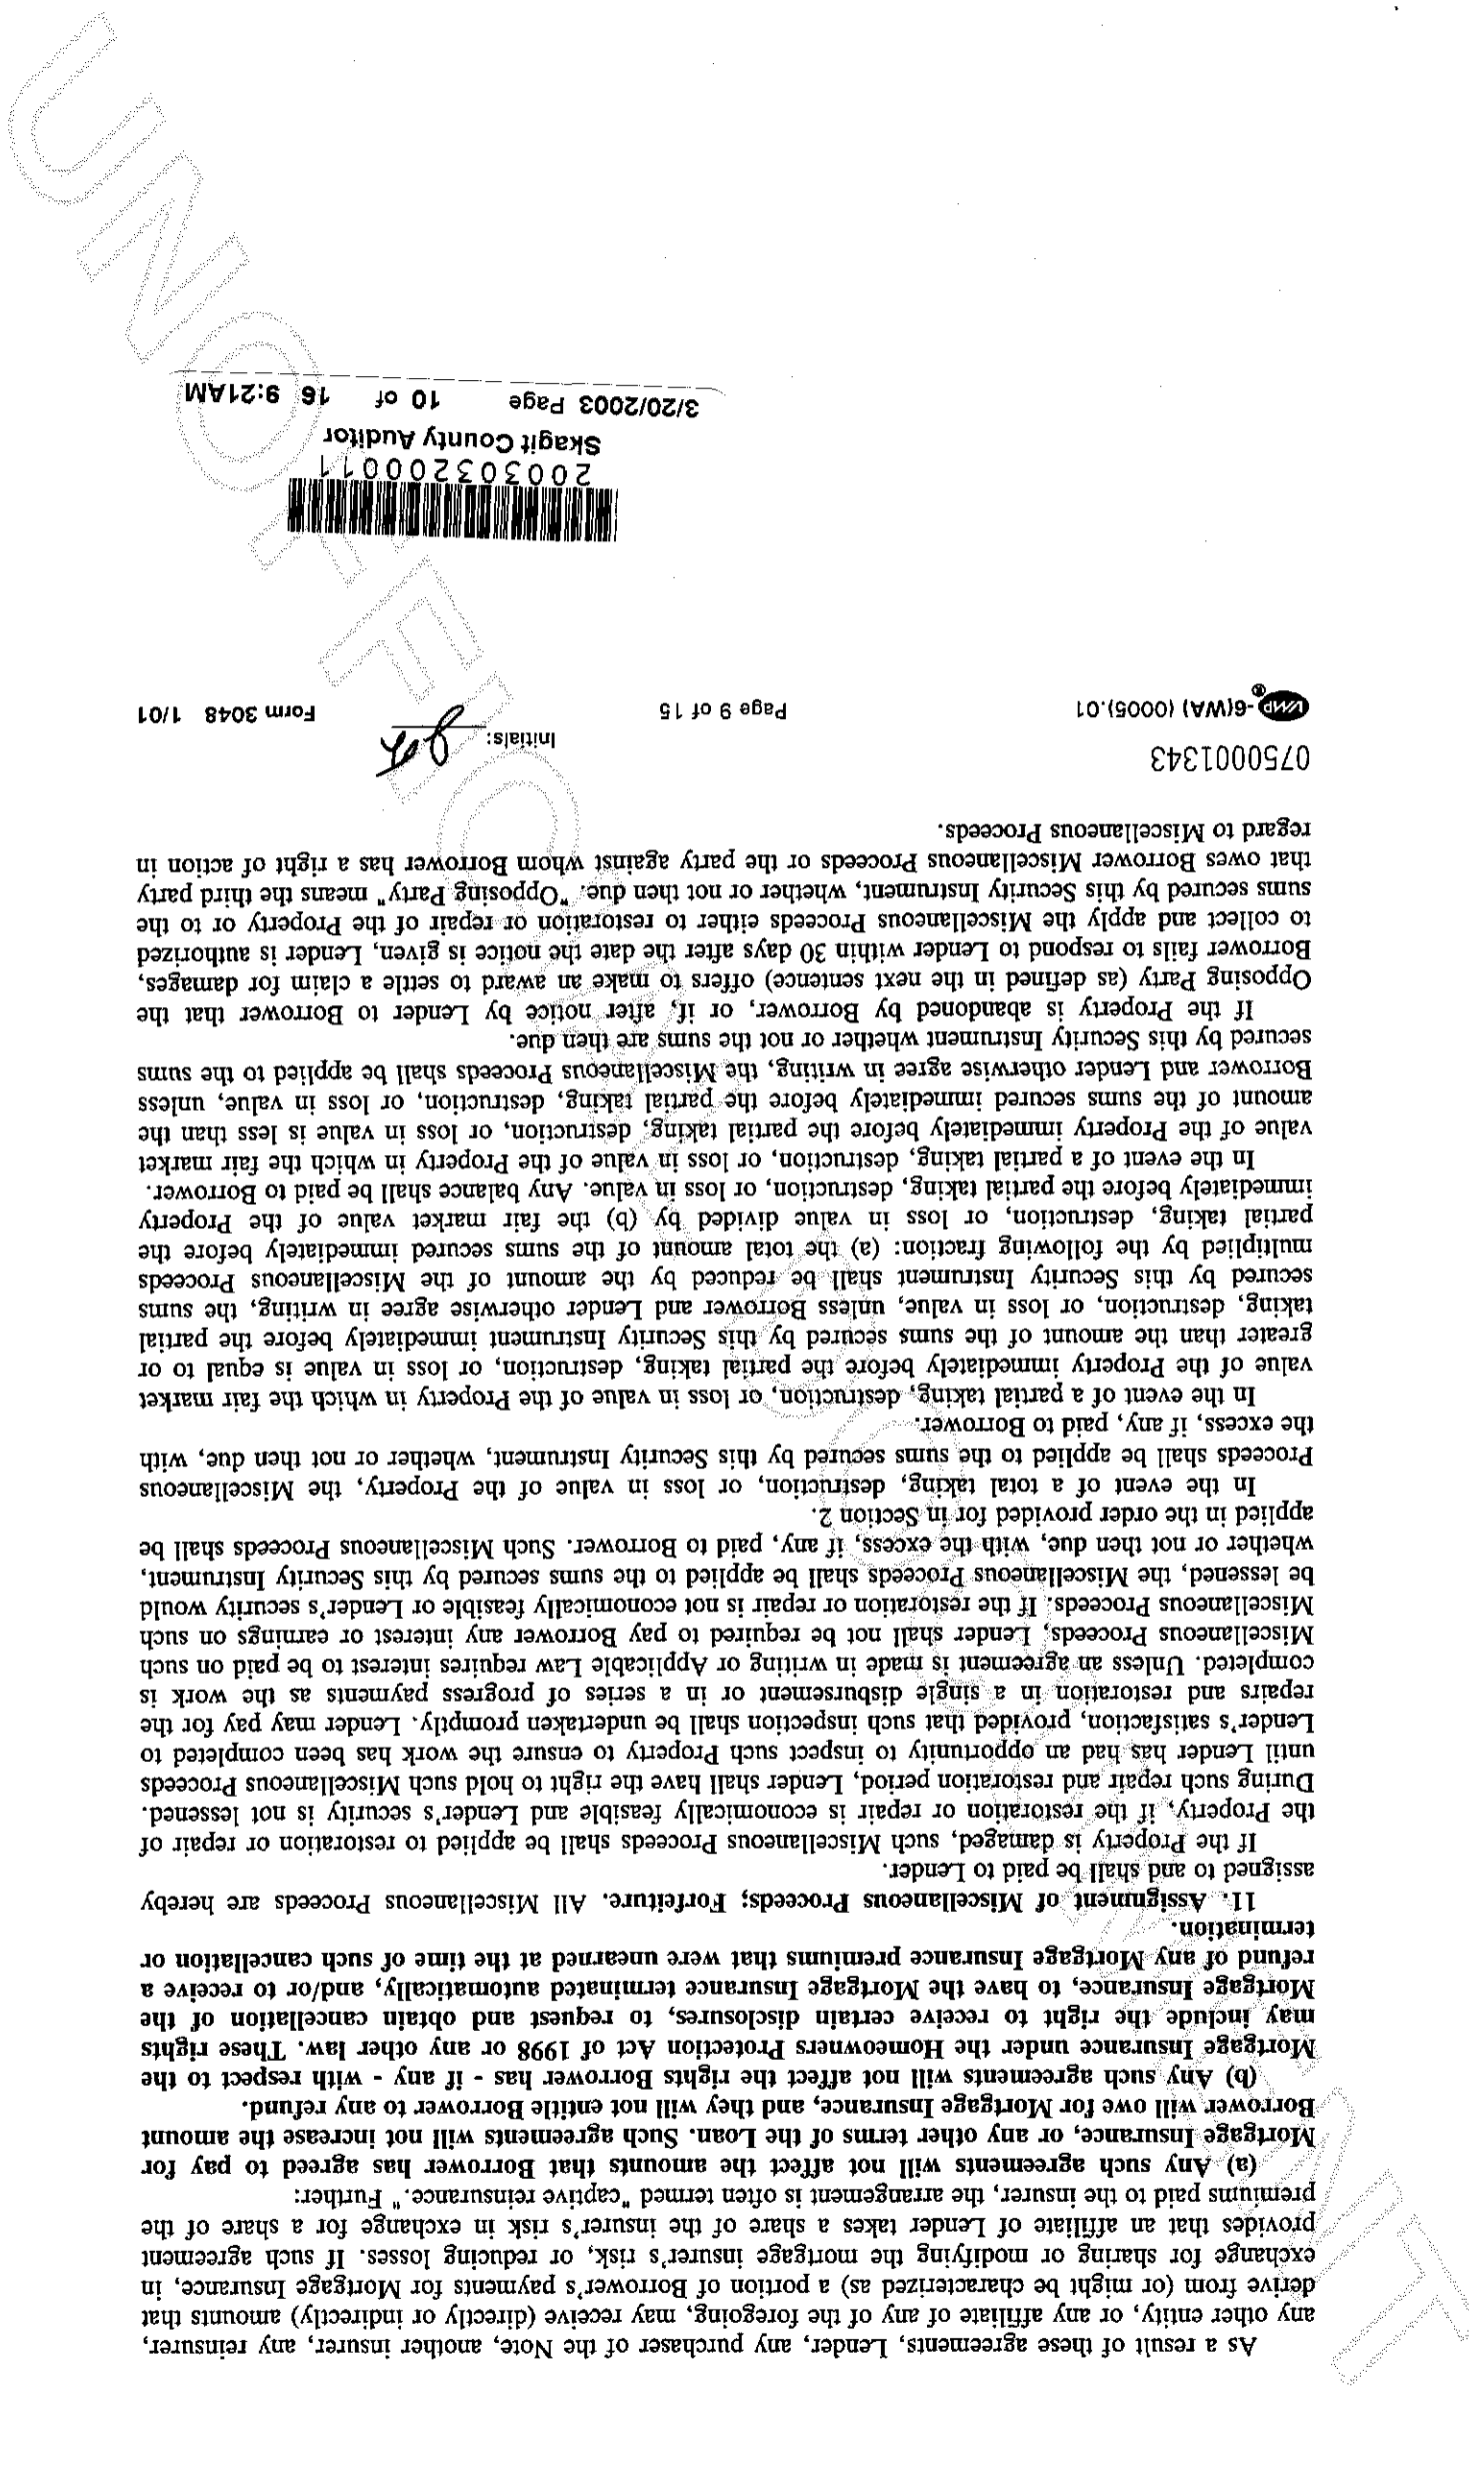 As a result of these agreements, Lender, any purchaser of the Note, another insurer, any reinsurer,
any other entity, or any affiliate of any of the foregoing, may receive (directly or indirectly) amounts that
derive from (or might be characterized as) a portion of Borrower's payments for Mortgage Insurance, in
exchange for sharing or modifying the mortgage insurer's risk, or reducing losses. If such agreement
provides that an affiliate of Lender takes a share of the insurer's risk in exchange for a share of the
premiums paid to the insurer, the arrangement is often termed "captive reinsurance." Further:
(a) Any such agreements will not affect the amounts that Borrower has agreed to pay for
Mortgage Insurance, or any other terms of the Loan. Such agreements will not increase the amount
Borrower will owe for Mortgage Insurance, and they will not entitle Borrower to any refund.
(b) Any such agreements will not affect the rights Borrower has - if any - with respect to the
Mortgage Insurance under the Homeowners Protection Act of 1998 or any other law. These rights
may include the right to receive certain disclosures, to request and obtain cancellation of the
Mortgage Insurance, to have the Mortgage Insurance terminated automatically, and/or to receive a
refund of any Mortgage Insurance premiums that were unearned at the time of such cancellation or
termination.
11. Assignment of Miscellaneous Proceeds; Forfeiture. All Miscellaneous Proceeds are hereby
assigned to and shall be paid to Lender.
If the Property is damaged, such Miscellaneous Proceeds shall be applied to restoration or repair of
the Property, if the restoration or repair is economically feasible and Lender's security is not lessened.
During such repair and restoration period, Lender shall have the right to hold such Miscellaneous Proceeds
until Lender has had an opportunity to inspect such Property to ensure the work has been completed to
Lender's satisfaction, provided that such inspection shall be undertaken promptly. Lender may pay for the
repairs and restoration in a single disbursement or in a series of progress payments as the work is
completed. Unless an agreement is made in writing or Applicable Law requires interest to be paid on such
Miscellaneous Proceeds, Lender shall not be required to pay Borrower any interest or earnings on such
Miscellaneous Proceeds. If the restoration or repair is not economically feasible or Lender's security would
be lessened, the Miscellaneous Proceeds shall be applied to the sums secured by this Security Instrument,
whether or not then due, with the excess, if any, paid to Borrower. Such Miscellaneous Proceeds shall be
applied in the order provided for in Section 2.
In the event of a total taking, destruction, or loss in value of the Property, the Miscellaneous
Proceeds shall be applied to the sums secured by this Security Instrument, whether or not then due, with
the excess, if any, paid to Borrower.
In the event of a partial taking, destruction, or loss in value of the Property in which the fair market
value of the Property immediately before the partial taking, destruction, or loss in value is equal to or
greater than the amount of the sums secured by this Security Instrument immediately before the partial
taking, destruction, or loss in value, unless Borrower and Lender otherwise agree in writing, the sums
secured by this Security Instrument shall be reduced by the amount of the Miscellaneous Proceeds
multiplied by the following fraction: (a) the total amount of the sums secured immediately before the
partial taking, destruction, or loss in value divided by (b) the fair market value of the Property
immediately before the partial taking, destruction, or loss in value. Any balance shall be paid to Borrower.
In the event of a partial taking, destruction, or loss in value of the Property in which the fair market
value of the Property immediately before the partial taking, destruction, or loss in value is less than the
amount of the sums secured immediately before the partial taking, destruction, or loss in value, unless
Borrower and Lender otherwise agree in writing, the Miscellaneous Proceeds shall be applied to the sums
secured by this Security Instrument whether or not the sums are then due.
If the Property is abandoned by Borrower, or if, after notice by Lender to Borrower that the
Opposing Party (as defined in the next sentence) offers to make an award to settle a claim for damages,
Borrower fails to respond to Lender within 30 days after the date the notice is given, Lender is authorized
to collect and apply the Miscellaneous Proceeds either to restoration or repair of the Property or to the
sums secured by this Security Instrument, whether or not then due. "Opposing Party" means the third party
that owes Borrower Miscellaneous Proceeds or the party against whom Borrower has a right of action in
regard to Miscellaneous Proceeds.
0750001343
Initials:
VMP®-6(WA) (0005).01 Page 9 of 15 Form 3048 1/01
200303200011
Skagit County Auditor
3/20/2003 Page 10 of 16 9:21AM
UNOFFICIAL DOCUMENT